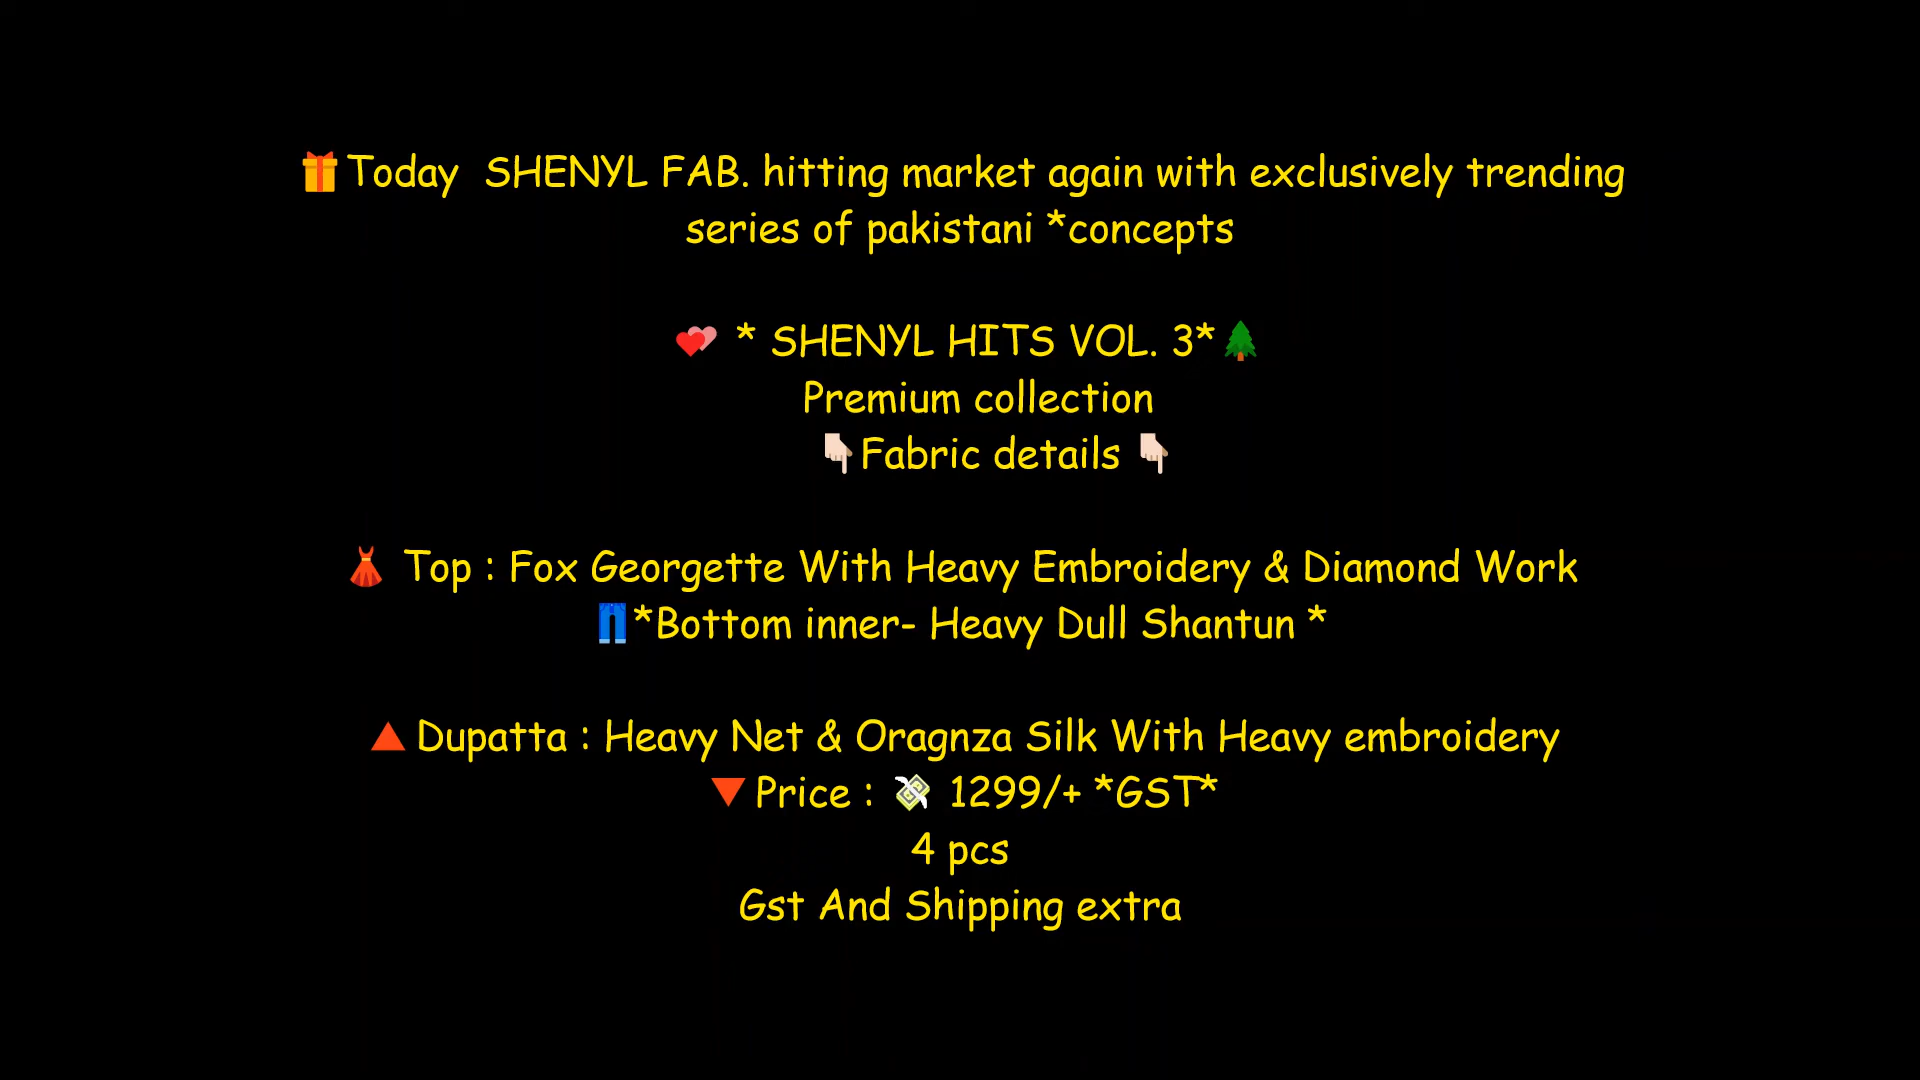 🎁Today  SHENYL FAB. hitting market again with exclusively trending
series of pakistani *concepts
💕 * SHENYL HITS VOL. 3*🌲
Premium collection
👇🏻Fabric details 👇🏻
👗 Top : Fox Georgette With Heavy Embroidery & Diamond Work
👖*Bottom inner- Heavy Dull Shantun *
🔺Dupatta : Heavy Net & Oragnza Silk With Heavy embroidery
🔻Price : 💸 1299/+ *GST*
4 pcs
Gst And Shipping extra